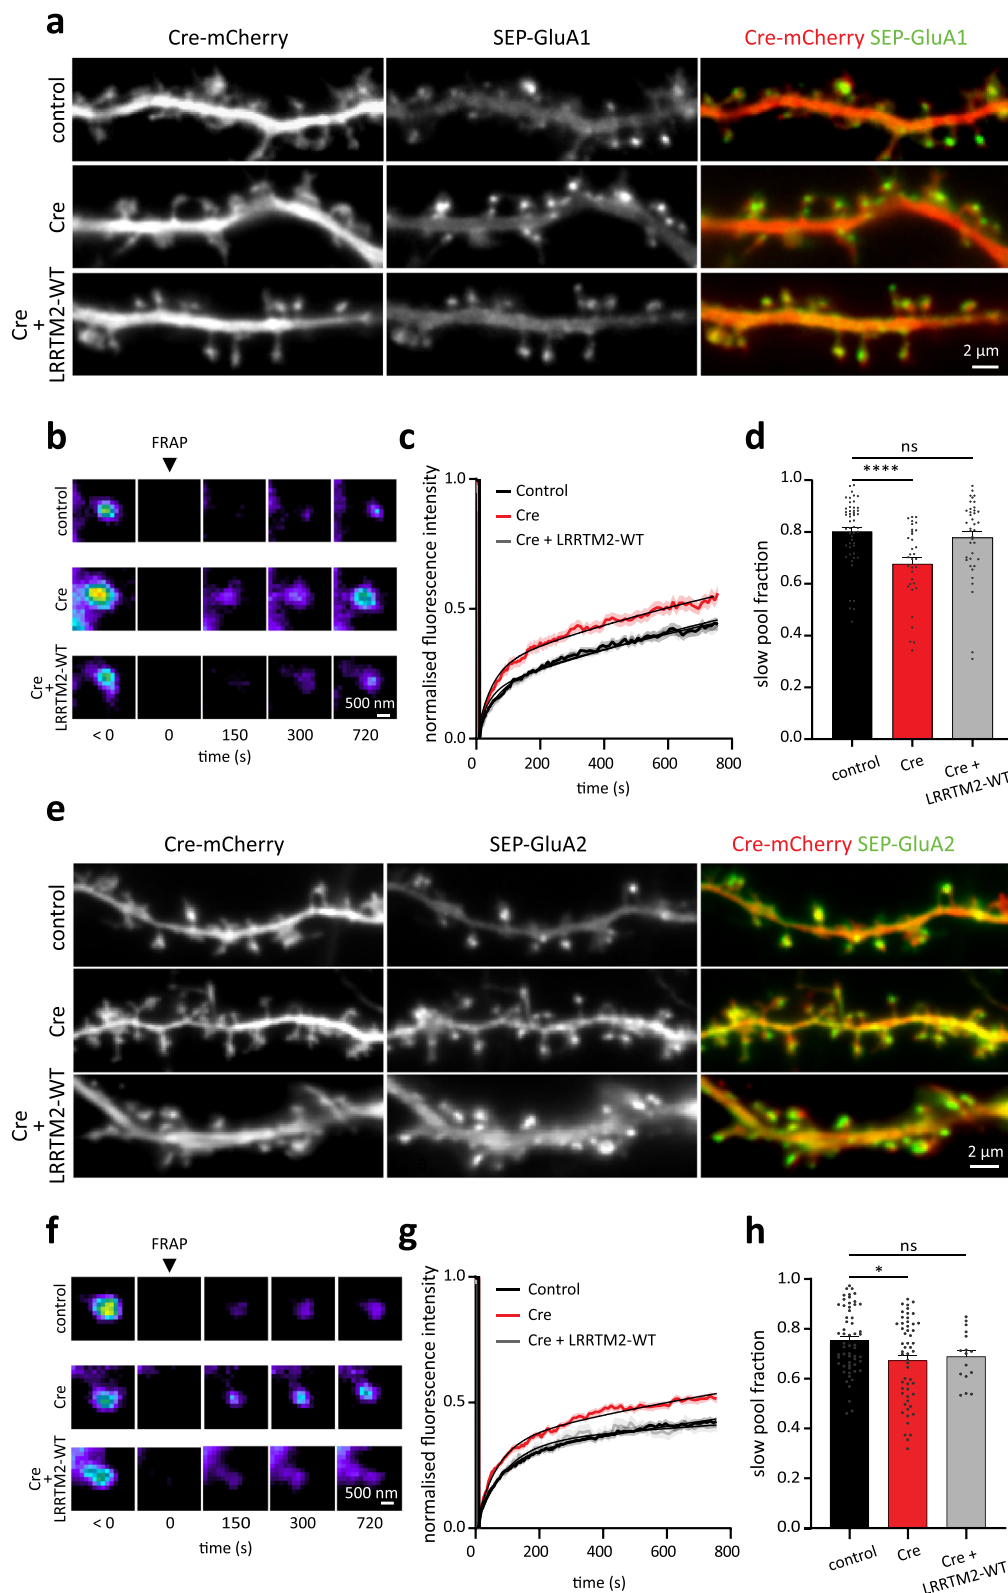 a
Cre-mCherry
SEP-GluA1
Cre-mCherry SEP-GluA1
control
Cre
Cre
+
LRRTM2-WT
2 µm
b
FRAP
control
Cre
Cre
+
LRRTM2-WT
500 nm
< 0
0
150
300
720
time (s)
c
normalised fluorescence intensity
1.0
0.5
0.0
Control
Cre
Cre + LRRTM2-WT
0
200
400
600
800
time (s)
d
ns
****
slow pool fraction
1.0
0.8
0.6
0.4
0.2
0.0
control
Cre
Cre +
LRRTM2-WT
e
Cre-mCherry
SEP-GluA2
Cre-mCherry SEP-GluA2
control
Cre
Cre
+
LRRTM2-WT
2 µm
f
FRAP
control
Cre
Cre
+
LRRTM2-WT
500 nm
< 0
0
150
300
720
time (s)
g
normalised fluorescence intensity
1.0
0.5
0.0
Control
Cre
Cre + LRRTM2-WT
0
200
400
600
800
time (s)
h
ns
*
slow pool fraction
1.0
0.8
0.6
0.4
0.2
0.0
control
Cre
Cre +
LRRTM2-WT